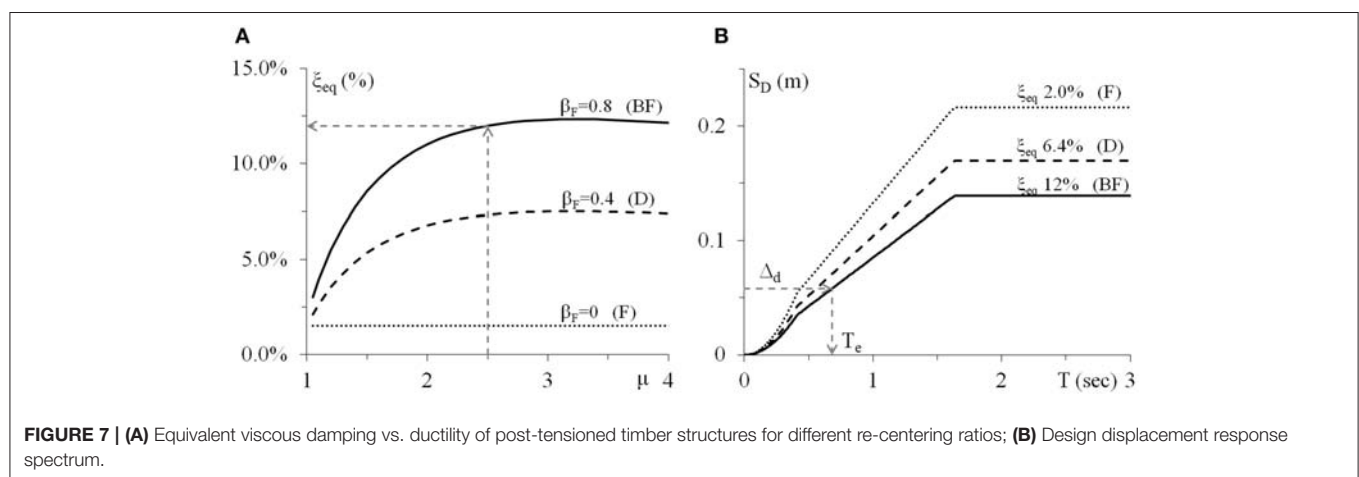 A
15.0%
ξeq (%)
βF=0.8 (BF)
10.0%
βF=0.4 (D)
5.0%
βF=0 (F)
0.0%
1 2 3 μ 4
B
SD (m)
ξeq 2.0% (F)
0.2
ξeq 6.4% (D)
ξeq 12% (BF)
0.1
Δd
Te
0
0 1 2 T (sec) 3
FIGURE 7 | (A) Equivalent viscous damping vs. ductility of post-tensioned timber structures for different re-centering ratios; (B) Design displacement response
spectrum.